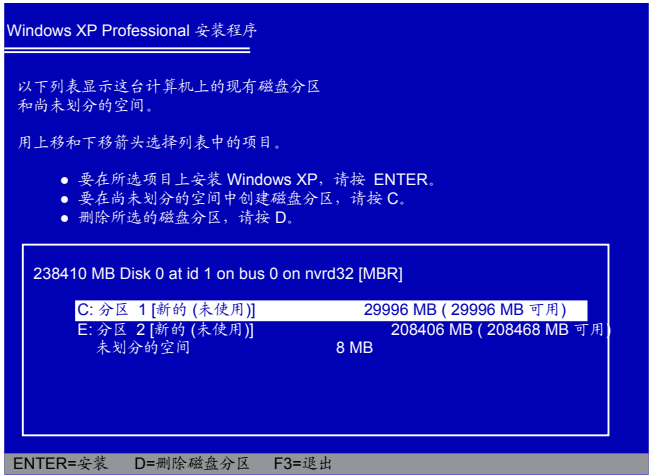 Windows XP Professional 安装程序
以下列表显示这台计算机上的现有磁盘分区
和尚未划分的空间。
用上移和下移箭头选择列表中的项目。
● 要在所选项目上安装 Windows XP，请按 ENTER。
● 要在尚未划分的空间中创建磁盘分区，请按 C。
● 删除所选的磁盘分区，请按 D。
238410 MB Disk 0 at id 1 on bus 0 on nvrd32 [MBR]
C: 分区 1 [新的 (未使用)] 29996 MB ( 29996 MB 可用)
E: 分区 2 [新的 (未使用)] 208406 MB ( 208468 MB 可用)
未划分的空间 8 MB
ENTER=安装 D=删除磁盘分区 F3=退出